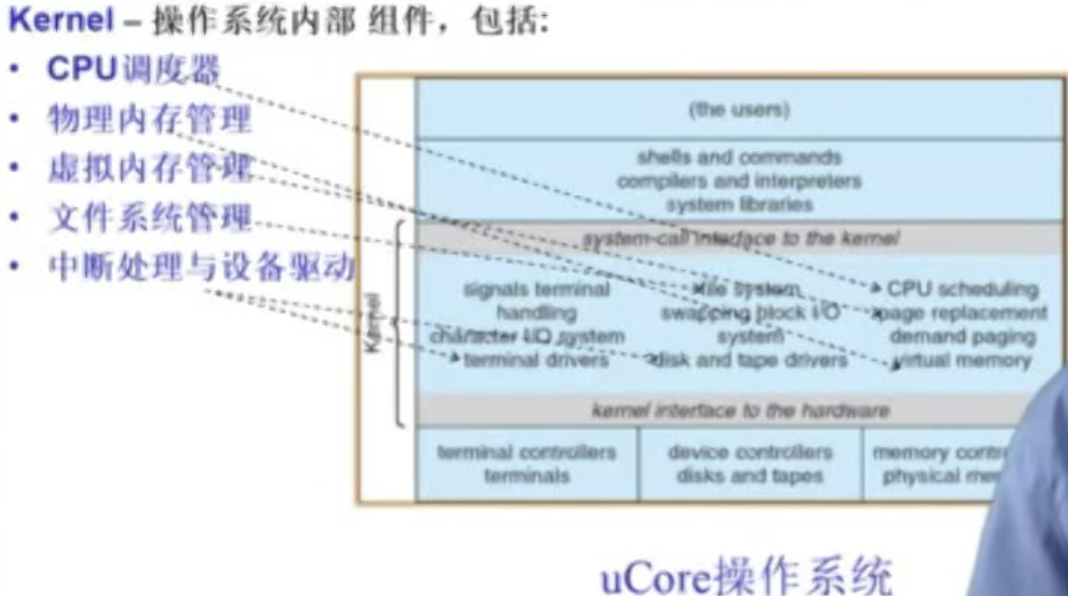 Kernel – 操作系统内部 组件，包括:
• CPU调度器
• 物理内存管理
• 虚拟内存管理
• 文件系统管理
• 中断处理与设备驱动
(the users)
shells and commands
compilers and interpreters
system libraries
system-call interface to the kernel
Kernel
signals terminal
handling
character I/O system
terminal drivers
file system
swapping block I/O
system
disk and tape drivers
CPU scheduling
page replacement
demand paging
virtual memory
kernel interface to the hardware
terminal controllers
terminals
device controllers
disks and tapes
memory
physical
uCore操作系统